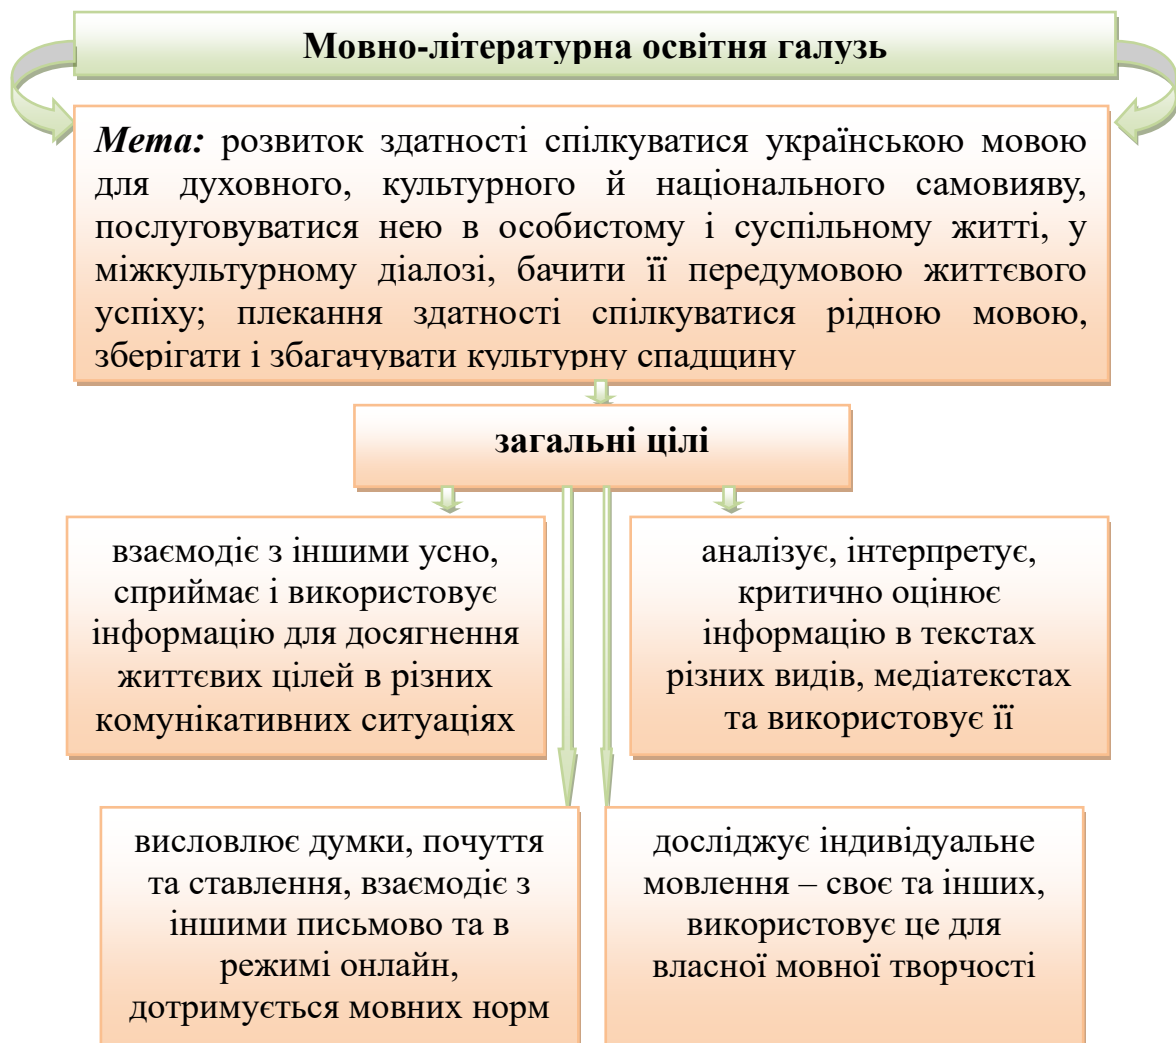 Мовно-літературна освітня галузь
Мета: розвиток здатності спілкуватися українською мовою
для духовного, культурного й національного самовияву,
послуговуватися нею в особистому і суспільному житті, у
міжкультурному діалозі, бачити її передумовою життєвого
успіху; плекання здатності спілкуватися рідною мовою,
зберігати і збагачувати культурну спадщину
загальні цілі
взаємодіє з іншими усно,
сприймає і використовує
інформацію для досягнення
життєвих цілей в різних
комунікативних ситуаціях
аналізує, інтерпретує,
критично оцінює
інформацію в текстах
різних видів, медіатекстах
та використовує її
висловлює думки, почуття
та ставлення, взаємодіє з
іншими письмово та в
режимі онлайн,
дотримується мовних норм
досліджує індивідуальне
мовлення – своє та інших,
використовує це для
власної мовної творчості